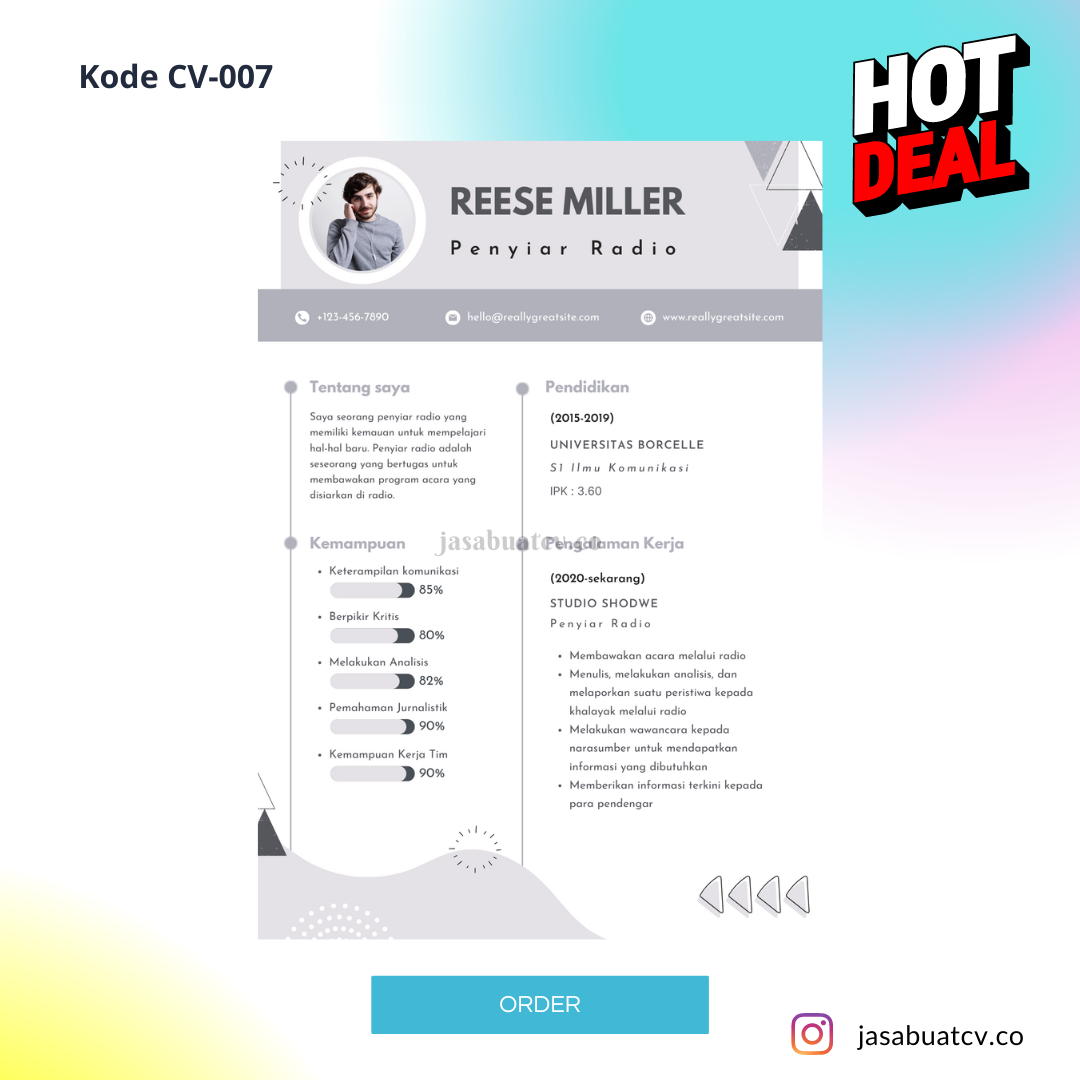 Kode CV-007
HOT
DEAL
REESE MILLER
Penyiar Radio
+123-456-7890
hello@reallygreatsite.com
www.reallygreatsite.com
Tentang saya
Saya seorang penyiar radio yang
memiliki kemauan untuk mempelajari
hal-hal baru. Penyiar radio adalah
seseorang yang bertugas untuk
membawakan program acara yang
disiarkan di radio.
Kemampuan
Keterampilan komunikasi
85%
Berpikir Kritis
80%
Melakukan Analisis
82%
Pemahaman Jurnalistik
90%
Kemampuan Kerja Tim
90%
jasabuatcv.co
Pendidikan
(2015-2019)
UNIVERSITAS BORCELLE
S1 Ilmu Komunikasi
IPK : 3.60
Pengalaman Kerja
(2020-sekarang)
STUDIO SHODWE
Penyiar Radio
Membawakan acara melalui radio
Menulis, melakukan analisis, dan
melaporkan suatu peristiwa kepada
khalayak melalui radio
Melakukan wawancara kepada
narasumber untuk mendapatkan
informasi yang dibutuhkan
Memberikan informasi terkini kepada
para pendengar
ORDER
jasabuatcv.co